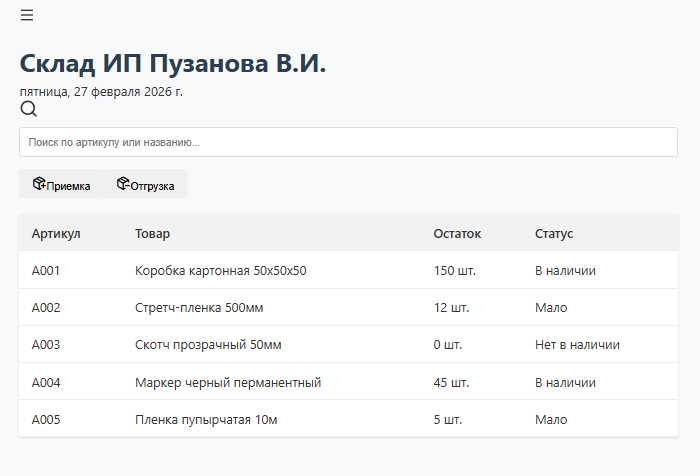 Склад ИП Пузанова В.И.
пятница, 27 февраля 2026 г.
Поиск по артикулу или названию...
Приемка Отгрузка
Артикул Товар Остаток Статус
A001 Коробка картонная 50x50x50 150 шт. В наличии
A002 Стретч-пленка 500мм 12 шт. Мало
A003 Скотч прозрачный 50мм 0 шт. Нет в наличии
A004 Маркер черный перманентный 45 шт. В наличии
A005 Пленка пупырчатая 10м 5 шт. Мало